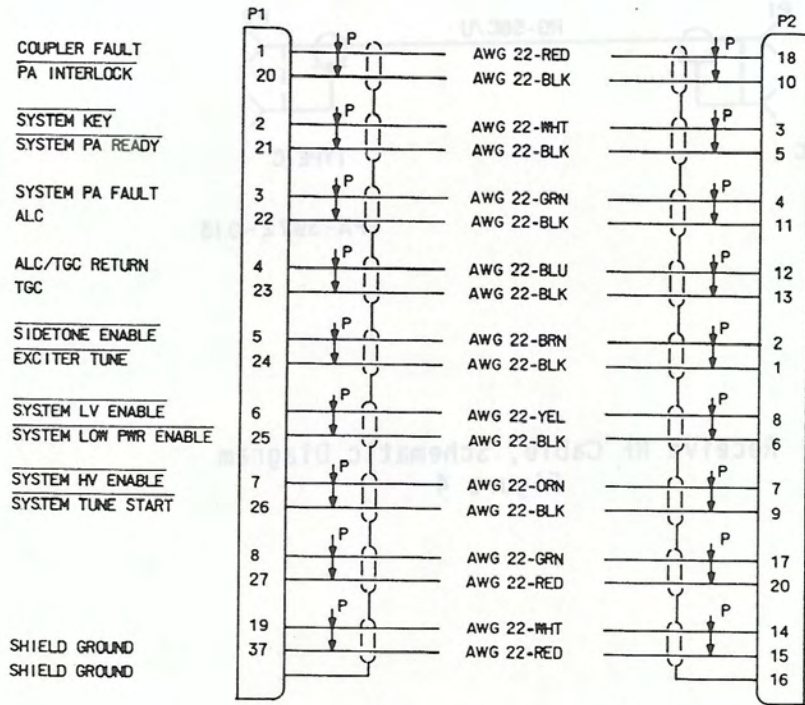 P1 P2
COUPLER FAULT 1 P AWG 22-RED P 18
PA INTERLOCK 20 AWG 22-BLK 10
SYSTEM KEY 2 P AWG 22-WHT P 3
SYSTEM PA READY 21 AWG 22-BLK 5
SYSTEM PA FAULT 3 P AWG 22-GRN P 4
ALC 22 AWG 22-BLK 11
ALC/TGC RETURN 4 P AWG 22-BLU P 12
TGC 23 AWG 22-BLK 13
SIDETONE ENABLE 5 P AWG 22-BRN P 2
EXCITER TUNE 24 AWG 22-BLK 1
SYSTEM LV ENABLE 6 P AWG 22-YEL P 8
SYSTEM LOW PWR ENABLE 25 AWG 22-BLK 6
SYSTEM HV ENABLE 7 P AWG 22-ORN P 7
SYSTEM TUNE START 26 AWG 22-BLK 9
8 P AWG 22-GRN P 17
27 AWG 22-RED 20
19 P AWG 22-WHT P 14
SHIELD GROUND 37 AWG 22-RED 15
SHIELD GROUND 16